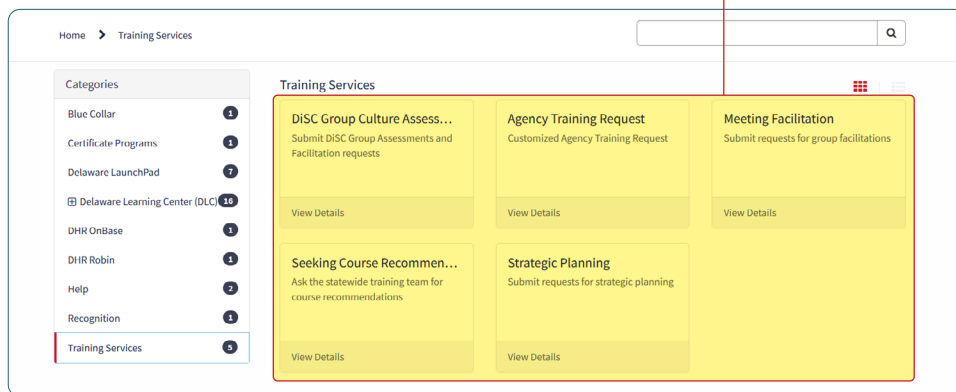 Home > Training Services
Categories
Blue Collar 1
Certificate Programs 1
Delaware LaunchPad 7
Delaware Learning Center (DLC) 16
DHR OnBase 1
DHR Robin 1
Help 2
Recognition 1
Training Services 5
Training Services
DiSC Group Culture Assess...
Submit DiSC Group Assessments and
Facilitation requests
View Details
Agency Training Request
Customized Agency Training Request
View Details
Meeting Facilitation
Submit requests for group facilitations
View Details
Seeking Course Recommen...
Ask the statewide training team for
course recommendations
View Details
Strategic Planning
Submit requests for strategic planning
View Details